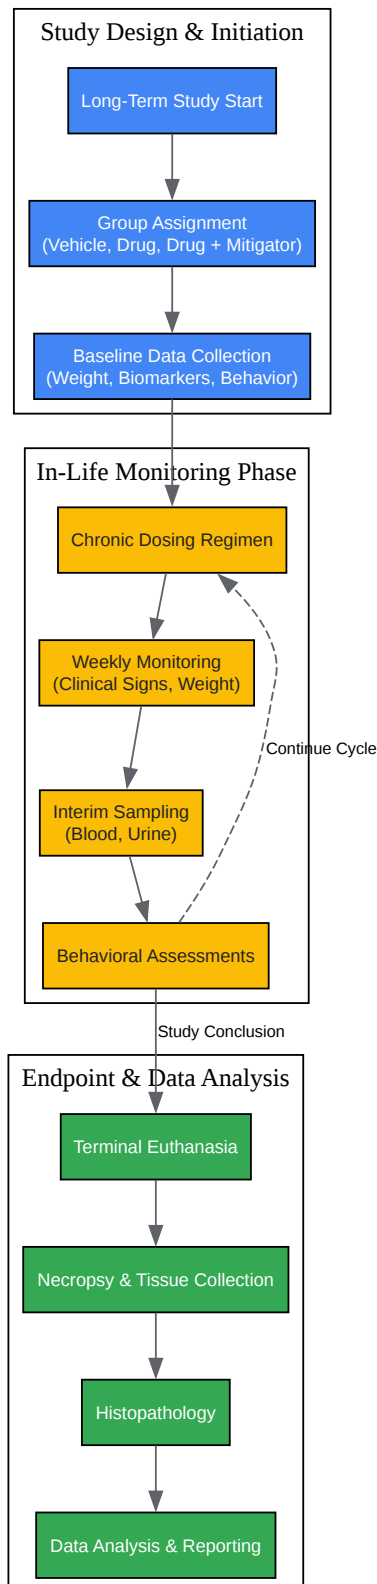 Study Design & Initiation
Long-Term Study Start
Group Assignment
(Vehicle, Drug, Drug + Mitigator)
Baseline Data Collection
(Weight, Biomarkers, Behavior)
In-Life Monitoring Phase
Chronic Dosing Regimen
Weekly Monitoring
(Clinical Signs, Weight)
Continue Cycle
Interim Sampling
(Blood, Urine)
Behavioral Assessments
Study Conclusion
Endpoint & Data Analysis
Terminal Euthanasia
Necropsy & Tissue Collection
Histopathology
Data Analysis & Reporting